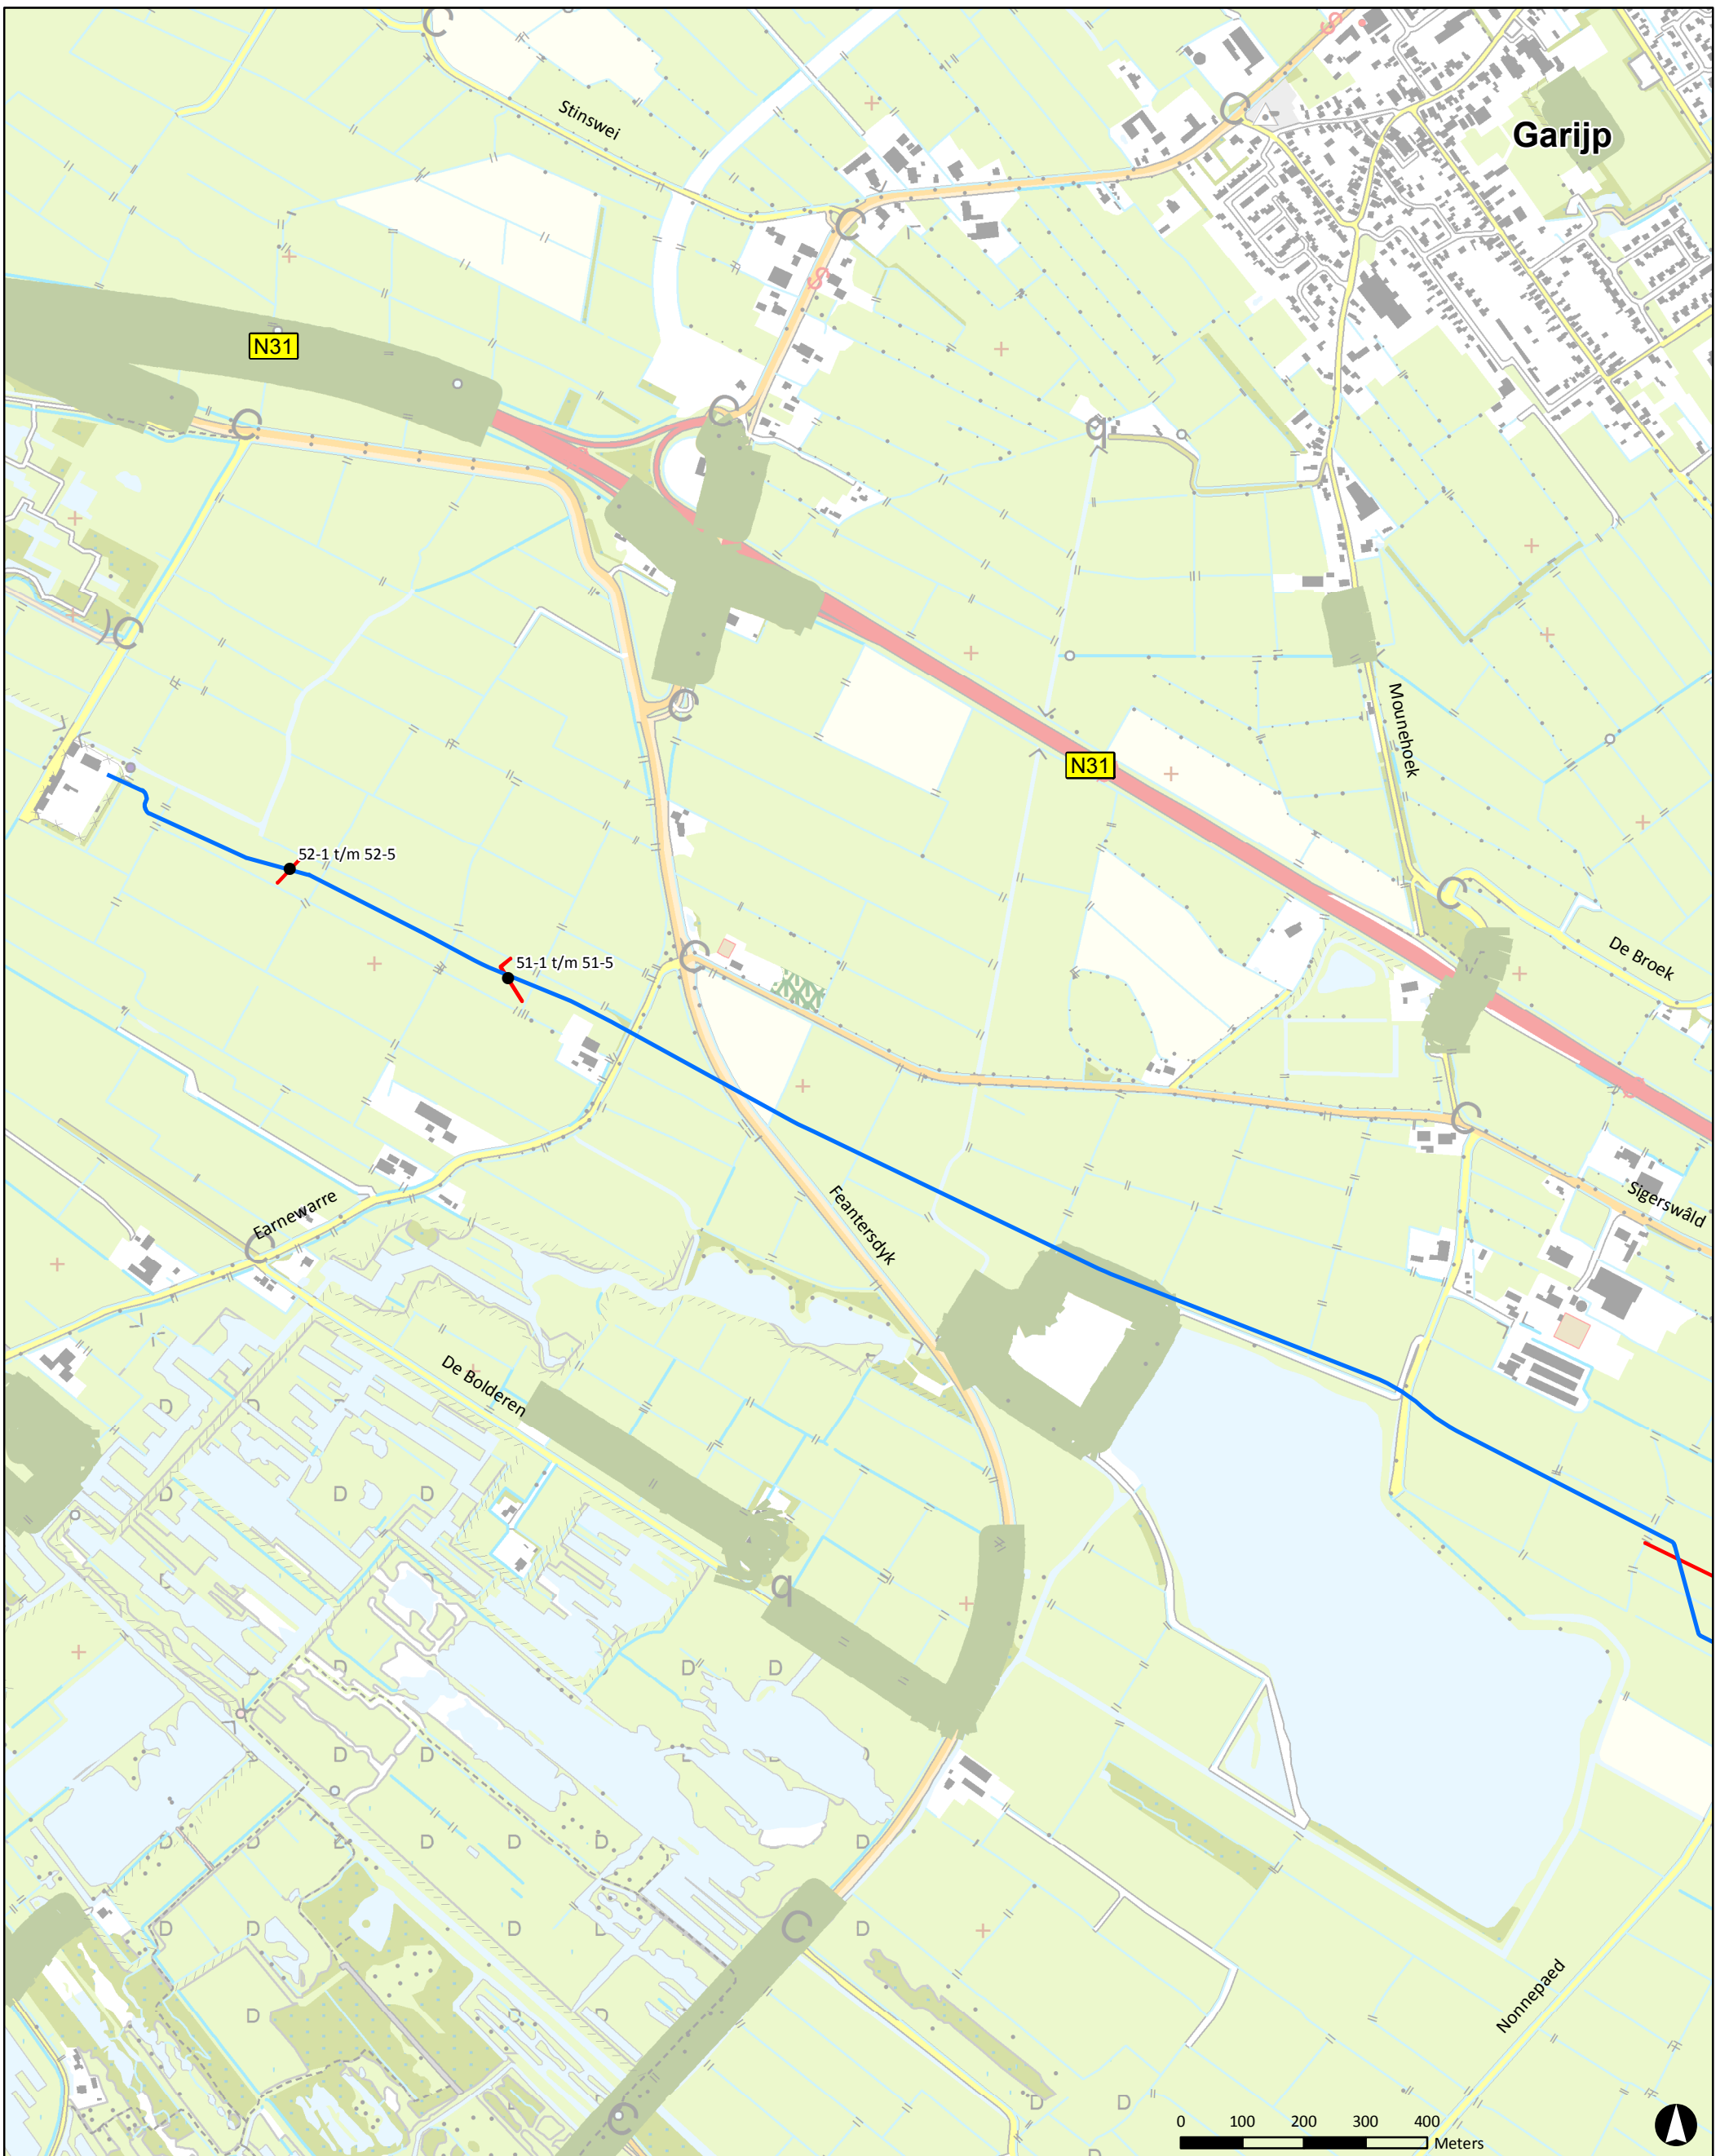 Stinswei
Garijp
N31
N31
Mounehoek
52-1 t/m 52-5
51-1 t/m 51-5
De Broek
Sigerswâld
Earnewarre
Feantersdyk
De Bolderen
Nonnepaed
0 100 200 300 400
Meters